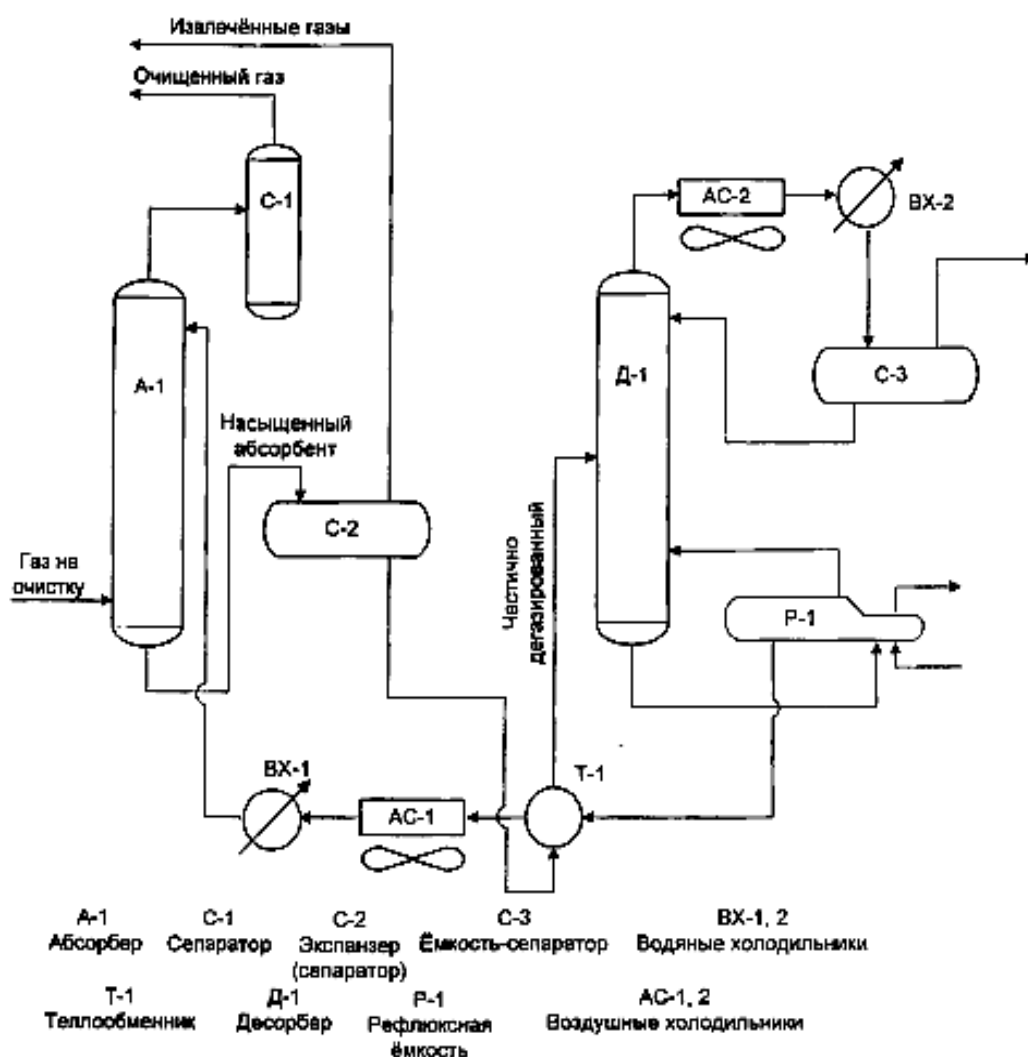 Извлечённые газы
Очищенный газ
С-1
АС-2
ВХ-2
А-1
Д-1
С-3
Насыщенный
абсорбент
С-2
Газ на
очистку
Частично
дегазированный
Р-1
ВХ-1
Т-1
АС-1
А-1
Абсорбер
С-1
Сепаратор
С-2
Экспанзер
(сепаратор)
С-3
Ёмкость-сепаратор
ВХ-1, 2
Водяные холодильники
Т-1
Теплообменник
Д-1
Десорбер
Р-1
Рефлюксная
ёмкость
АС-1, 2
Воздушные холодильники